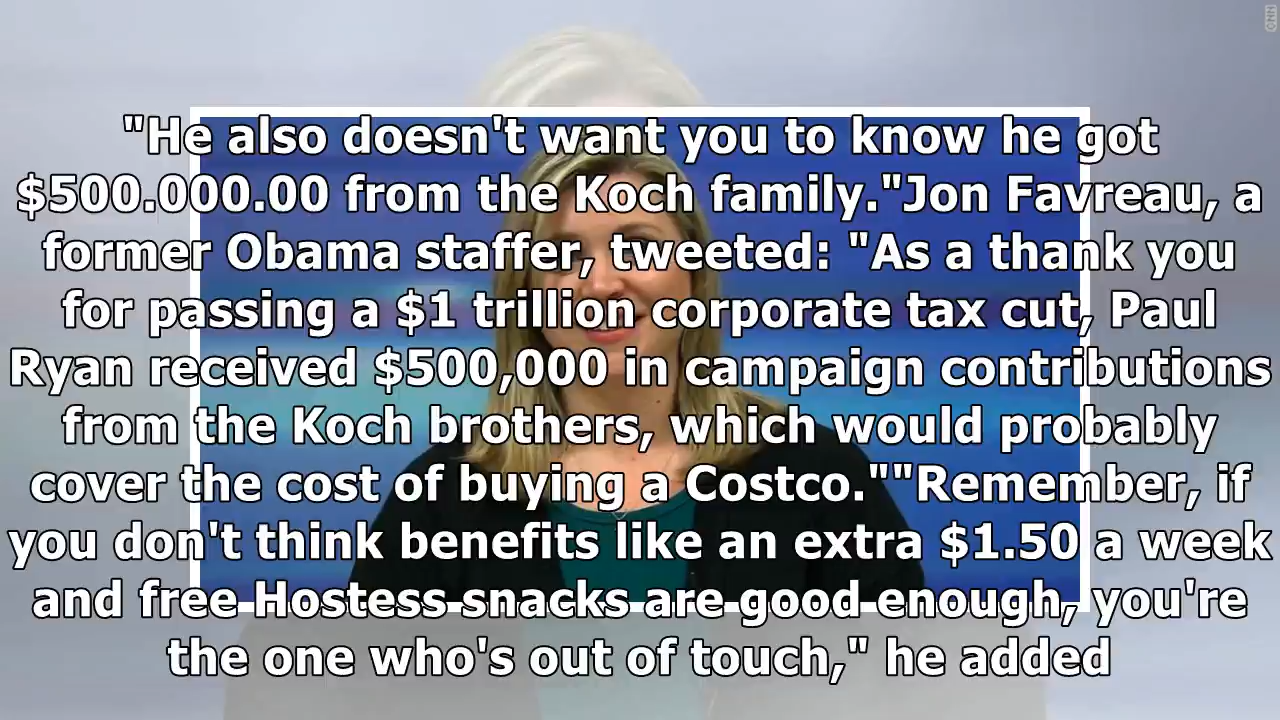 CNN
"He also doesn't want you to know he got
$500.000.00 from the Koch family."Jon Favreau, a
former Obama staffer, tweeted: "As a thank you
for passing a $1 trillion corporate tax cut, Paul
Ryan received $500,000 in campaign contributions
from the Koch brothers, which would probably
cover the cost of buying a Costco.""Remember, if
you don't think benefits like an extra $1.50 a week
and free Hostess snacks are good enough, you're
the one who's out of touch," he added